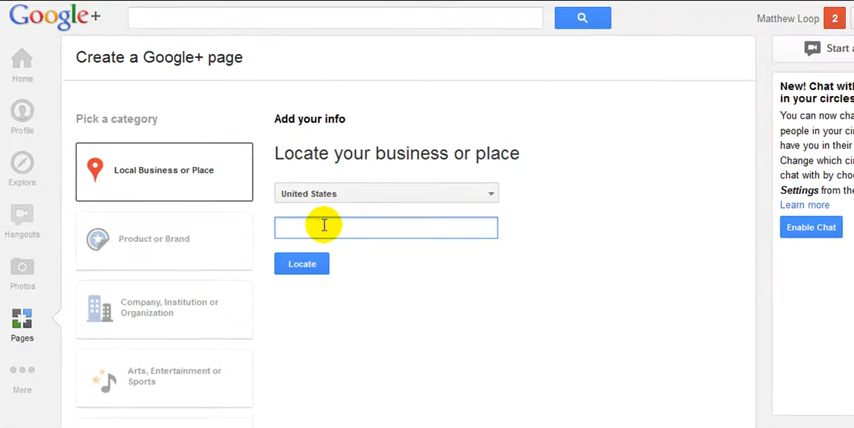 Google+
Matthew Loop
2
Home
Profile
Explore
Hangouts
Photos
Pages
More
Create a Google+ page
Pick a category
Local Business or Place
Product or Brand
Company, Institution or
Organization
Arts, Entertainment or
Sports
Add your info
Locate your business or place
United States
Locate
Start a
New! Chat with
in your circles
You can now cha
people in your cir
have you in their
Change which cir
chat with by choo
Settings from the
Learn more
Enable Chat